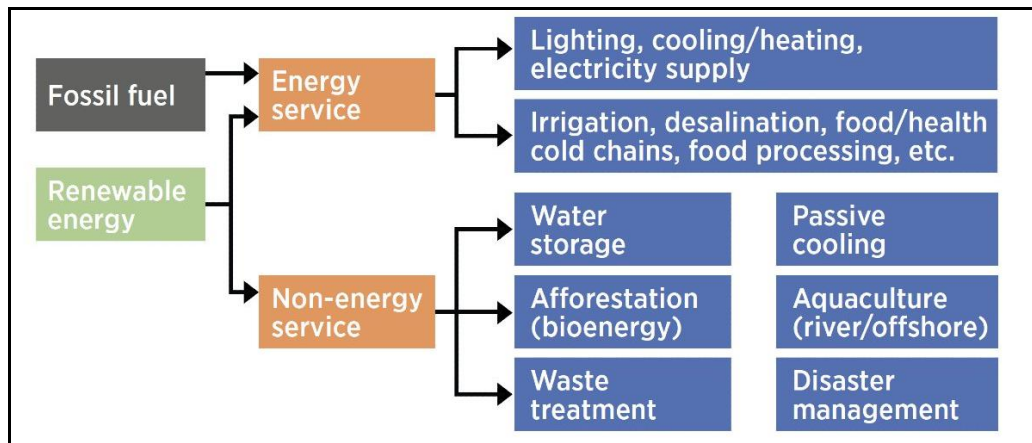 Fossil fuel
Renewable
energy
Energy
service
Non-energy
service
Lighting, cooling/heating,
electricity supply
Irrigation, desalination, food/health
cold chains, food processing, etc.
Water
storage
Passive
cooling
Afforestation
(bioenergy)
Aquaculture
(river/offshore)
Waste
treatment
Disaster
management